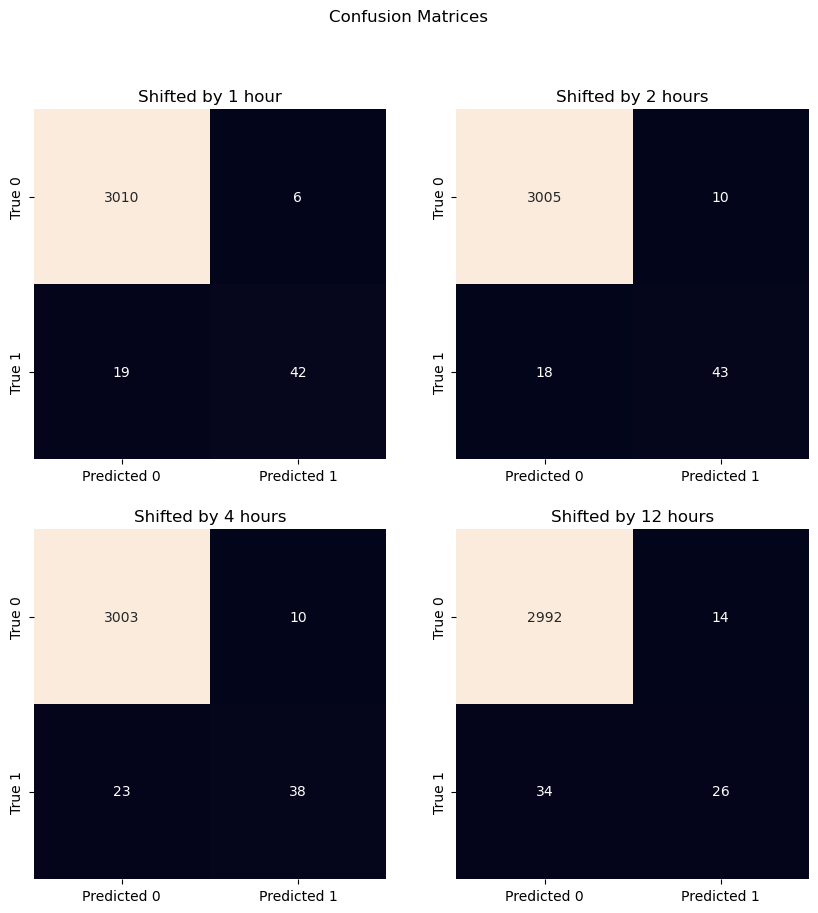 Confusion Matrices
Shifted by 1 hour
True 0
3010
6
True 1
19
42
Predicted 0
Predicted 1
Shifted by 2 hours
True 0
3005
10
True 1
18
43
Predicted 0
Predicted 1
Shifted by 4 hours
True 0
3003
10
True 1
23
38
Predicted 0
Predicted 1
Shifted by 12 hours
True 0
2992
14
True 1
34
26
Predicted 0
Predicted 1